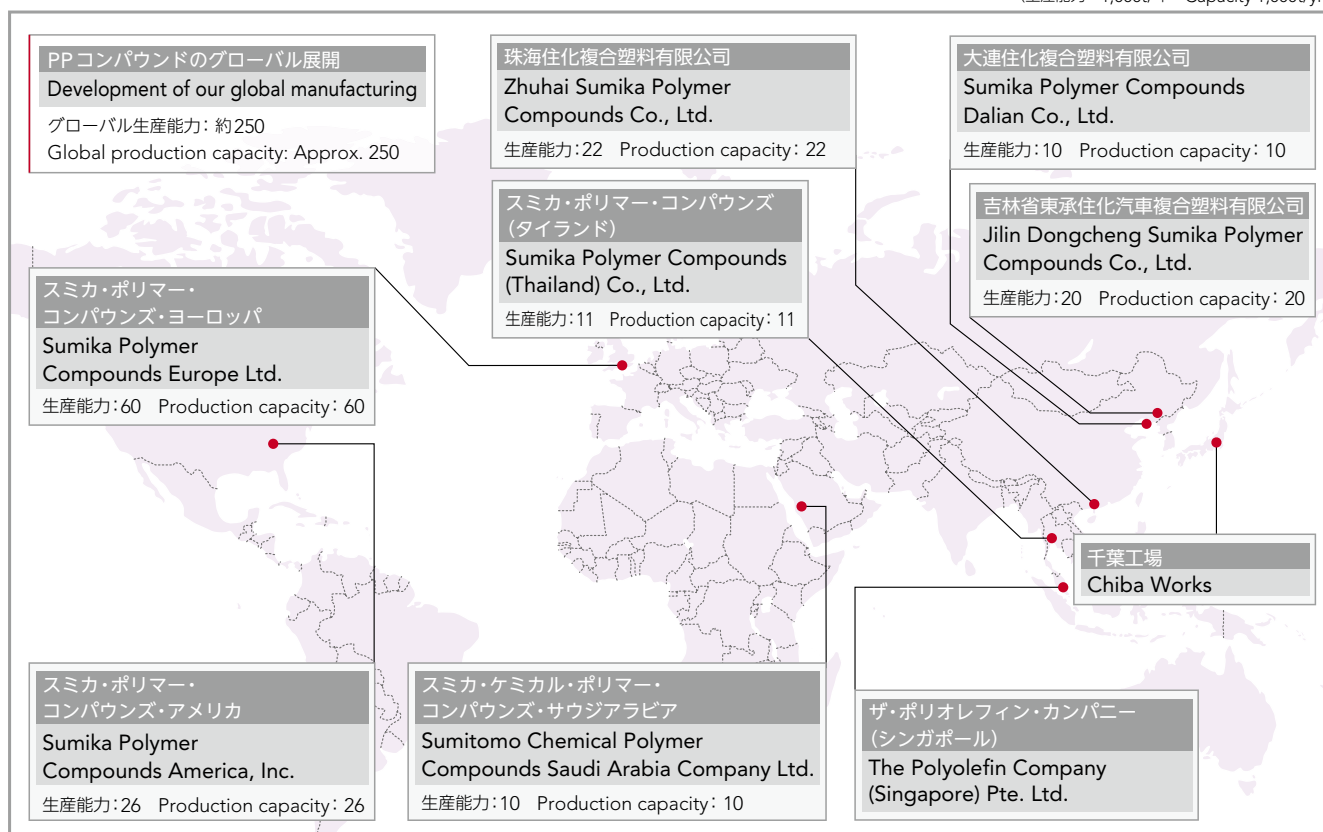 PPコンパウンドのグローバル展開
Development of our global manufacturing
グローバル生産能力：約250
Global production capacity: Approx. 250
珠海住化複合塑料有限公司
Zhuhai Sumika Polymer
Compounds Co., Ltd.
生産能力：22 Production capacity：22
大連住化複合塑料有限公司
Sumika Polymer Compounds
Dalian Co., Ltd.
生産能力：10 Production capacity：10
スミカ・ポリマー・コンパウンズ
（タイランド）
Sumika Polymer Compounds
(Thailand) Co., Ltd.
生産能力：11 Production capacity：11
吉林省東承住化汽車複合塑料有限公司
Jilin Dongcheng Sumika Polymer
Compounds Co., Ltd.
生産能力：20 Production capacity：20
スミカ・ポリマー・
コンパウンズ・ヨーロッパ
Sumika Polymer
Compounds Europe Ltd.
生産能力：60 Production capacity：60
千葉工場
Chiba Works
スミカ・ポリマー・
コンパウンズ・アメリカ
Sumika Polymer
Compounds America, Inc.
生産能力：26 Production capacity：26
スミカ・ケミカル・ポリマー・
コンパウンズ・サウジアラビア
Sumitomo Chemical Polymer
Compounds Saudi Arabia Company Ltd.
生産能力：10 Production capacity：10
ザ・ポリオレフィン・カンパニー
（シンガポール）
The Polyolefin Company
(Singapore) Pte. Ltd.